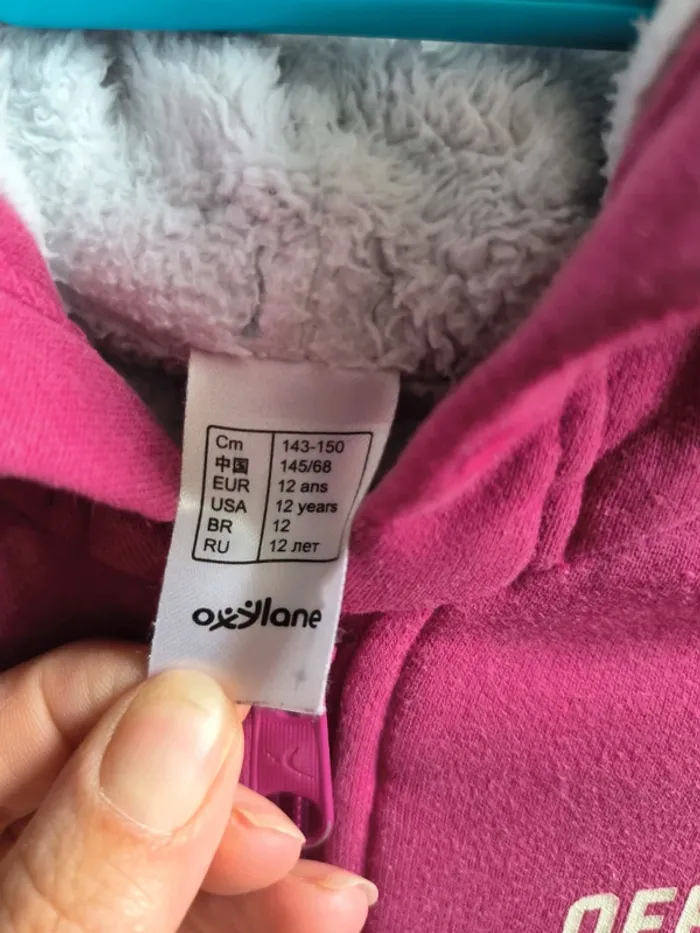 Cm 143-150
中国 145/68
EUR 12 ans
USA 12 years
BR 12
RU 12 лет
oxylane